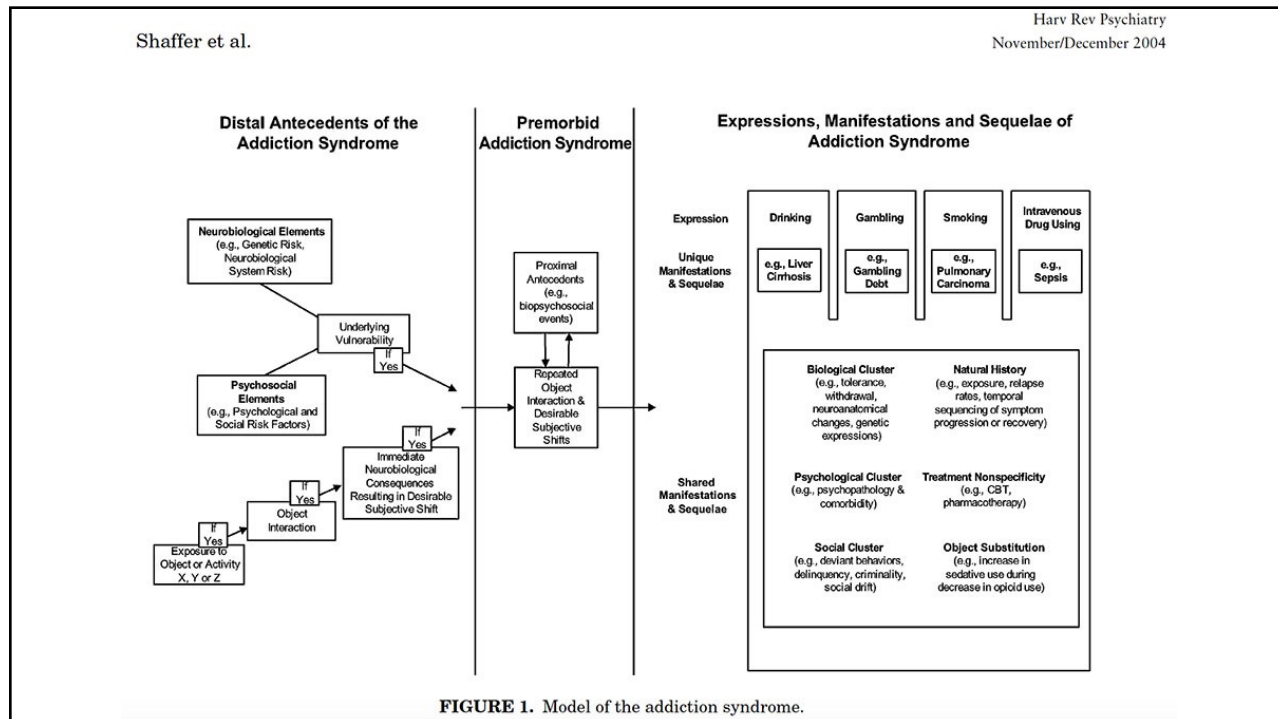 Shaffer et al.
Harv Rev Psychiatry
November/December 2004
Distal Antecedents of the
Addiction Syndrome
Neurobiological Elements
(e.g., Genetic Risk,
Neurobiological
System Risk)
Underlying
Vulnerability
If
Yes
Psychosocial
Elements
(e.g., Psychological and
Social Risk Factors)
If
Yes
Immediate
Neurobiological
Consequences
Resulting in Desirable
Subjective Shift
If
Yes
Object
Interaction
If
Yes
Exposure to
Object or Activity
X, Y or Z
Premorbid
Addiction Syndrome
Proximal
Antecedents
(e.g.,
biopsychosocial
events)
Repeated
Object
Interaction &
Desirable
Subjective
Shifts
Expressions, Manifestations and Sequelae of
Addiction Syndrome
Expression
Drinking
Gambling
Smoking
Intravenous
Drug Using
Unique
Manifestations
& Sequelae
e.g., Liver
Cirrhosis
e.g.,
Gambling
Debt
e.g.,
Pulmonary
Carcinoma
e.g.,
Sepsis
Shared
Manifestations
& Sequelae
Biological Cluster
(e.g., tolerance,
withdrawal,
neuroanatomical
changes, genetic
expressions)
Natural History
(e.g., exposure, relapse
rates, temporal
sequencing of symptom
progression or recovery)
Psychological Cluster
(e.g., psychopathology &
comorbidity)
Treatment Nonspecificity
(e.g., CBT,
pharmacotherapy)
Social Cluster
(e.g., deviant behaviors,
delinquency, criminality,
social drift)
Object Substitution
(e.g., increase in
sedative use during
decrease in opioid use)
FIGURE 1. Model of the addiction syndrome.